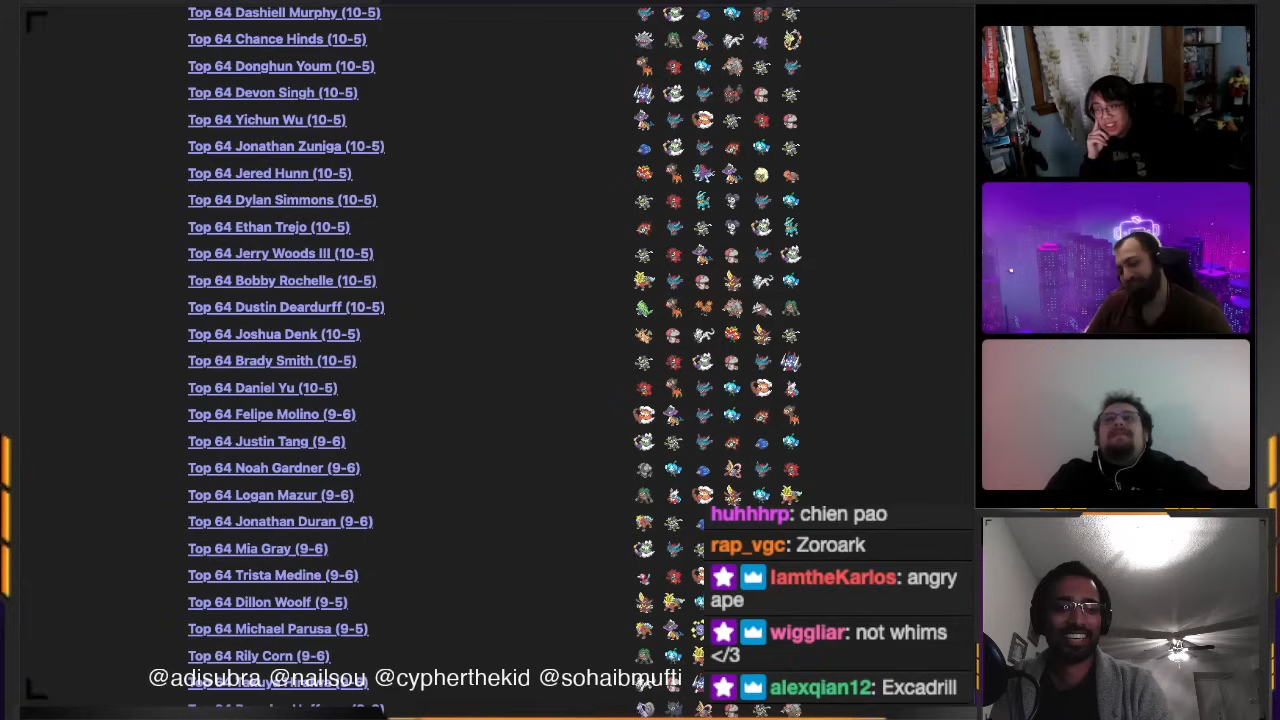 Top 64 Dashiell Murphy (10-5)
Top 64 Chance Hinds (10-5)
Top 64 Donghun Youm (10-5)
Top 64 Devon Singh (10-5)
Top 64 Yichun Wu (10-5)
Top 64 Jonathan Zuniga (10-5)
Top 64 Jered Hunn (10-5)
Top 64 Dylan Simmons (10-5)
Top 64 Ethan Trejo (10-5)
Top 64 Jerry Woods III (10-5)
Top 64 Bobby Rochelle (10-5)
Top 64 Dustin Deardurff (10-5)
Top 64 Joshua Denk (10-5)
Top 64 Brady Smith (10-5)
Top 64 Daniel Yu (10-5)
Top 64 Felipe Molino (9-6)
Top 64 Justin Tang (9-6)
Top 64 Noah Gardner (9-6)
Top 64 Logan Mazur (9-6)
Top 64 Jonathan Duran (9-6)
Top 64 Mia Gray (9-6)
Top 64 Trista Medine (9-6)
Top 64 Dillon Woolf (9-5)
Top 64 Michael Parusa (9-5)
Top 64 Rily Corn (9-6)
@adisubra @nailsoc @cypherthekid @sohaibmufti
huhhhrp: chien pao
rap_vgc: Zoroark
IamtheKarlos: angry
ape
wiggliar: not whims
</3
alexqian12: Excadrill